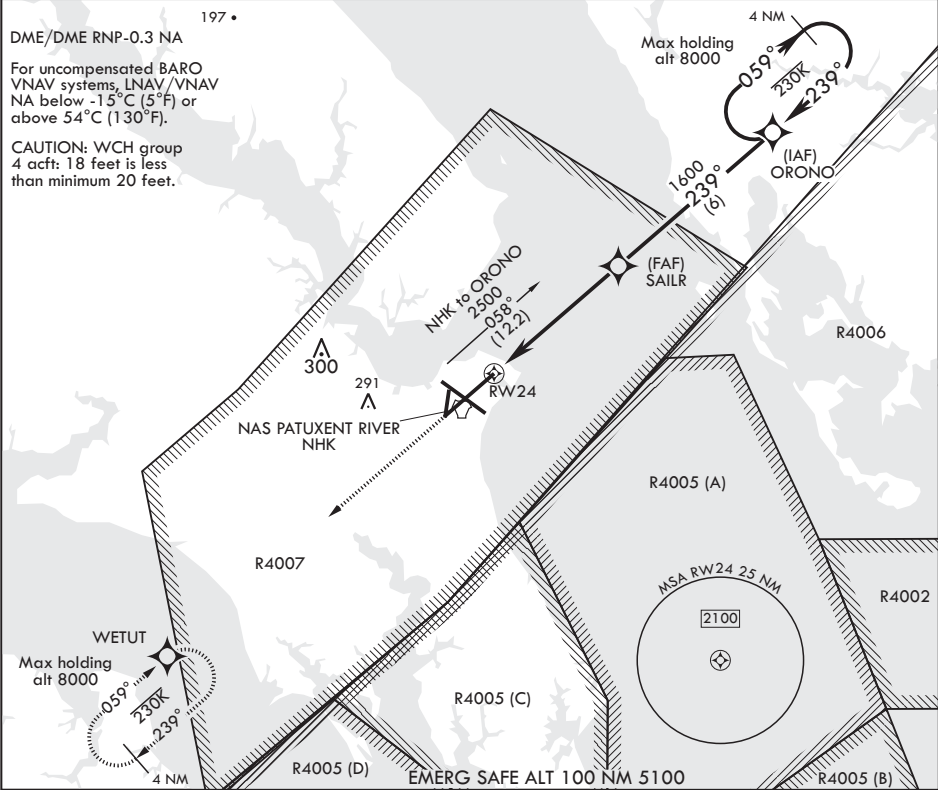 197
DME/DME RNP-0.3 NA
For uncompensated BARO
VNAV systems, LNAV/VNAV
NA below -15°C (5°F) or
above 54°C (130°F).
CAUTION: WCH group
4 acft: 18 feet is less
than minimum 20 feet.
4 NM
Max holding
alt 8000
059°
230K
239°
(IAF)
ORONO
1600
239°
(6)
(FAF)
SAILR
NHK to ORONO
2500
058°
(12.2)
R4006
300
291
RW24
NAS PATUXENT RIVER
NHK
R4005 (A)
R4007
MSA RW24 25 NM
2100
R4002
WETUT
Max holding
alt 8000
059°
230K
239°
4 NM
R4005 (C)
R4005 (D)
EMERG SAFE ALT 100 NM 5100
R4005 (B)